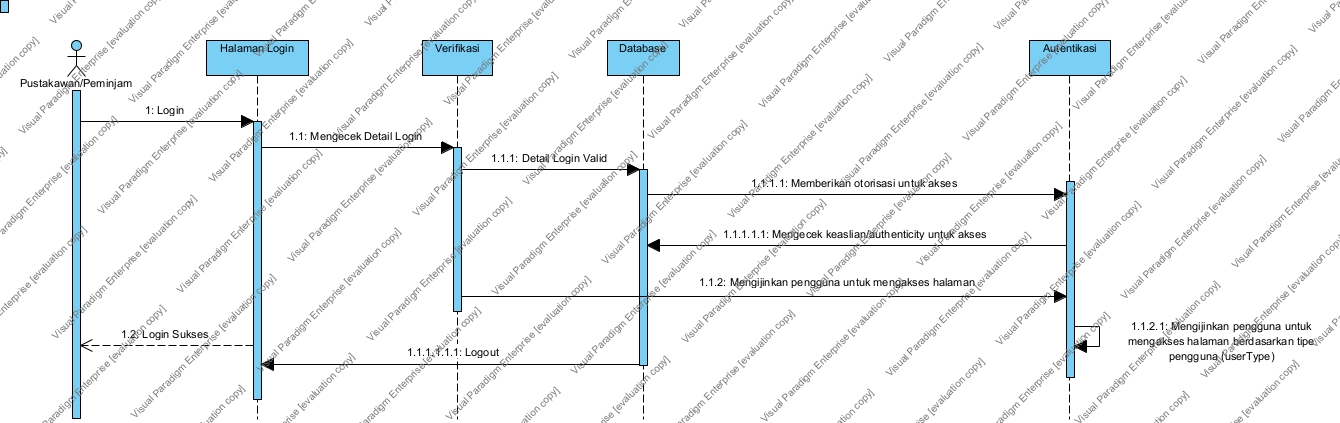 Halaman Login
Verifikasi
Database
Autentikasi
Pustakawan/Peminjam
1: Login
1.1: Mengecek Detail Login
1.1.1: Detail Login Valid
1.1.1.1: Memberikan otorisasi untuk akses
1.1.1.1.1: Mengecek keaslian/authenticity untuk akses
1.1.2: Mengijinkan pengguna untuk mengakses halaman
1.2: Login Sukses
1.1.2.1: Mengijinkan pengguna untuk
mengakses halaman berdasarkan tipe
pengguna (userType)
1.1.1.1.1.1: Logout
Visual Paradigm Enterprise [evaluation copy]